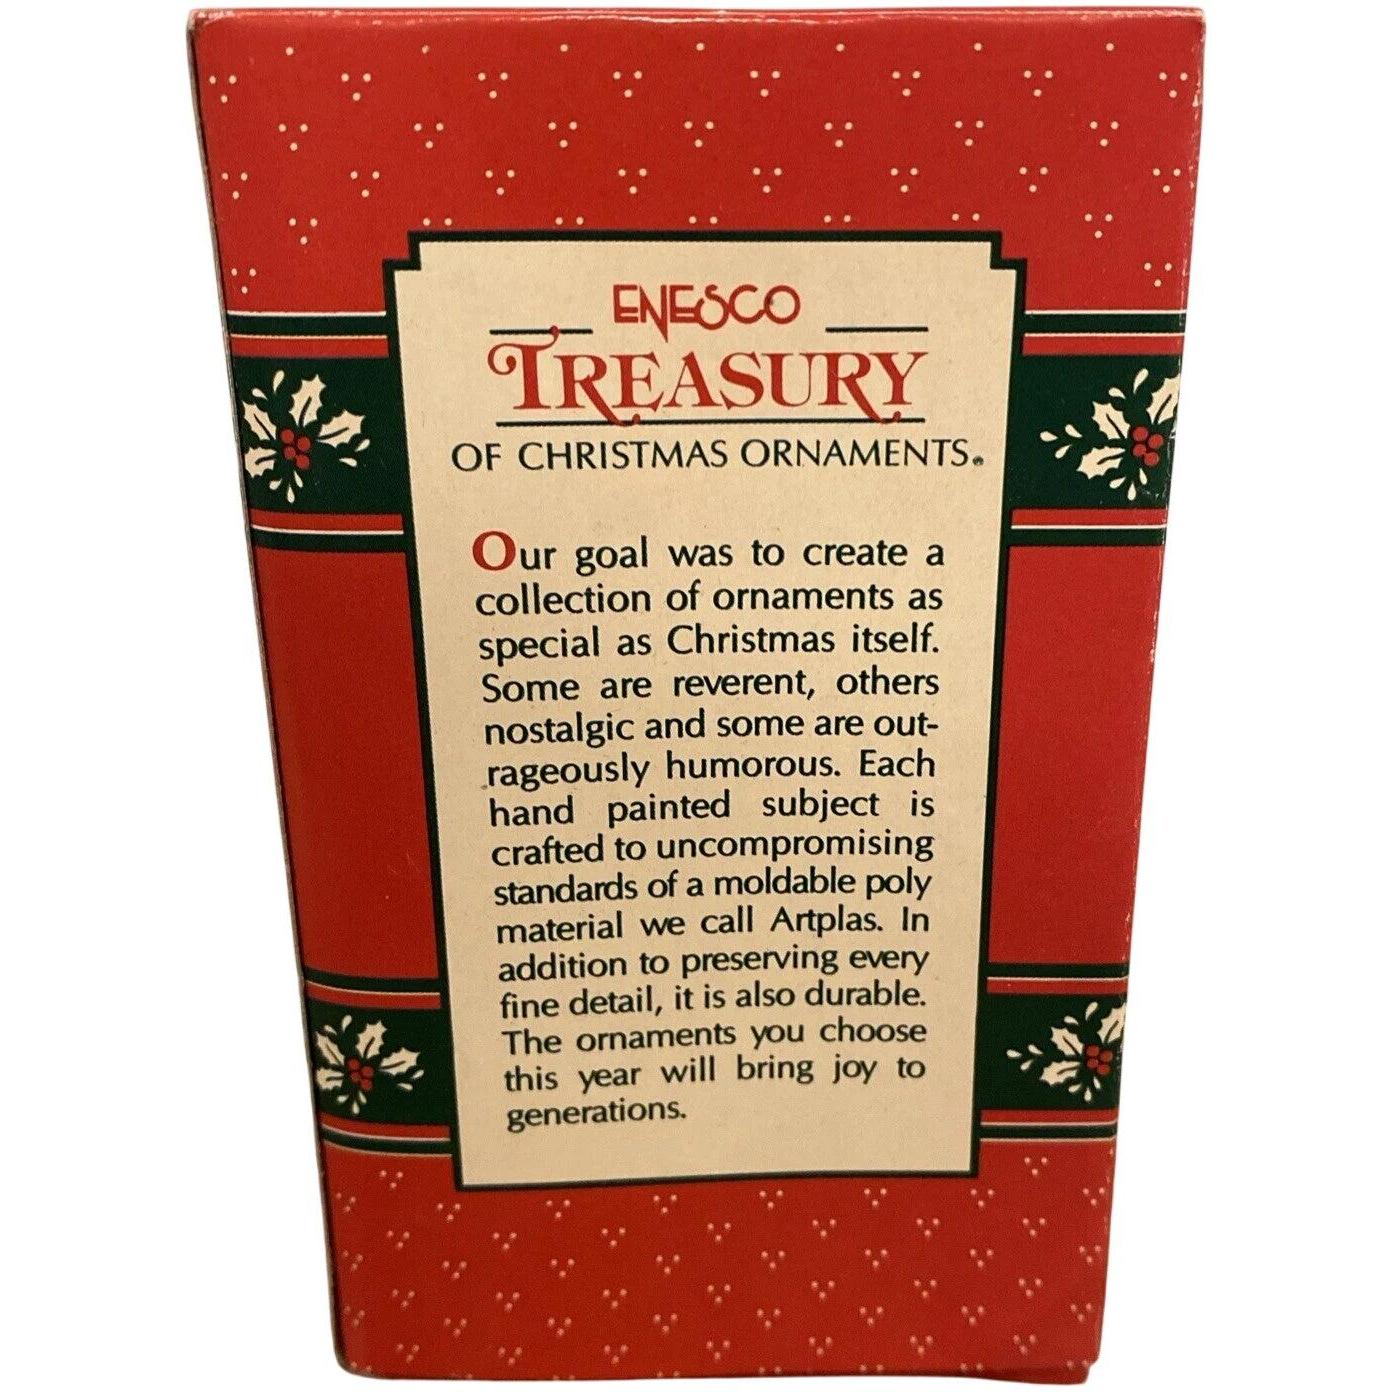 ENESCO
TREASURY
OF CHRISTMAS ORNAMENTS®
Our goal was to create a
collection of ornaments as
special as Christmas itself.
Some are reverent, others
nostalgic and some are out-
rageously humorous. Each
hand painted subject is
crafted to uncompromising
standards of a moldable poly
material we call Artplas. In
addition to preserving every
fine detail, it is also durable.
The ornaments you choose
this year will bring joy to
generations.